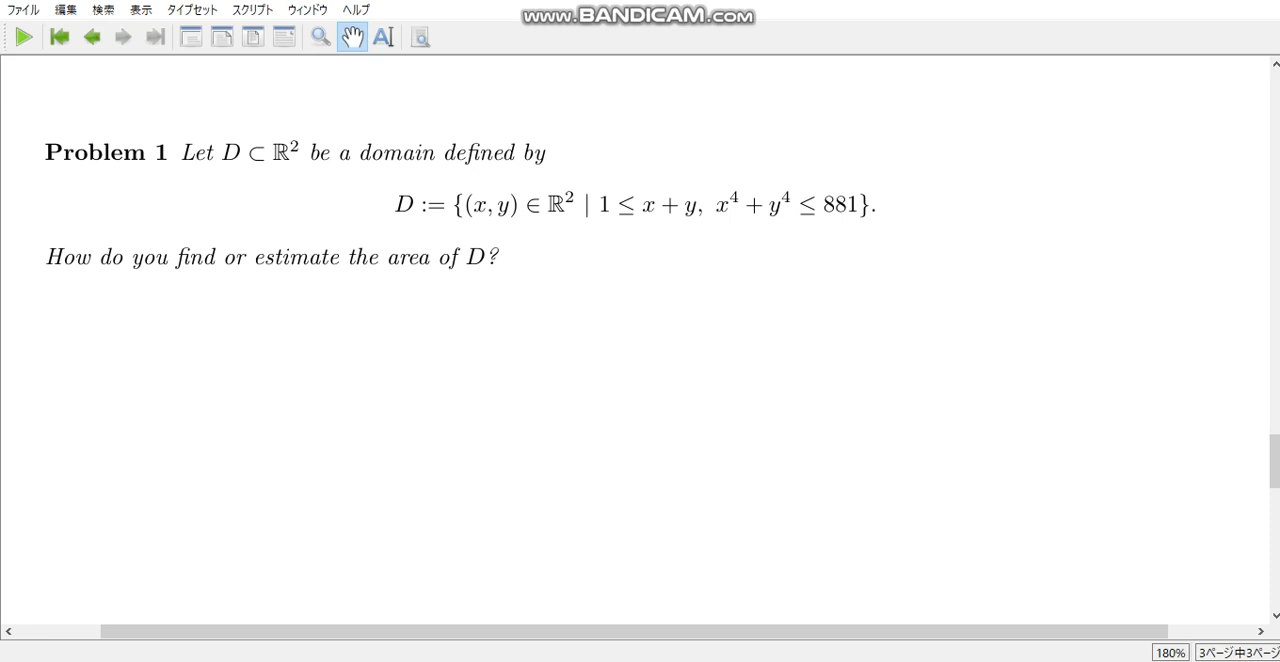 ファイル 編集 検索 表示 タイプセット スクリプト ウィンドウ ヘルプ
www.BANDICAM.com
Problem 1 Let D ⊂ ℝ² be a domain defined by
D := {(x, y) ∈ ℝ² | 1 ≤ x + y, x⁴ + y⁴ ≤ 881}.
How do you find or estimate the area of D?
180% 3ページ中3ページ